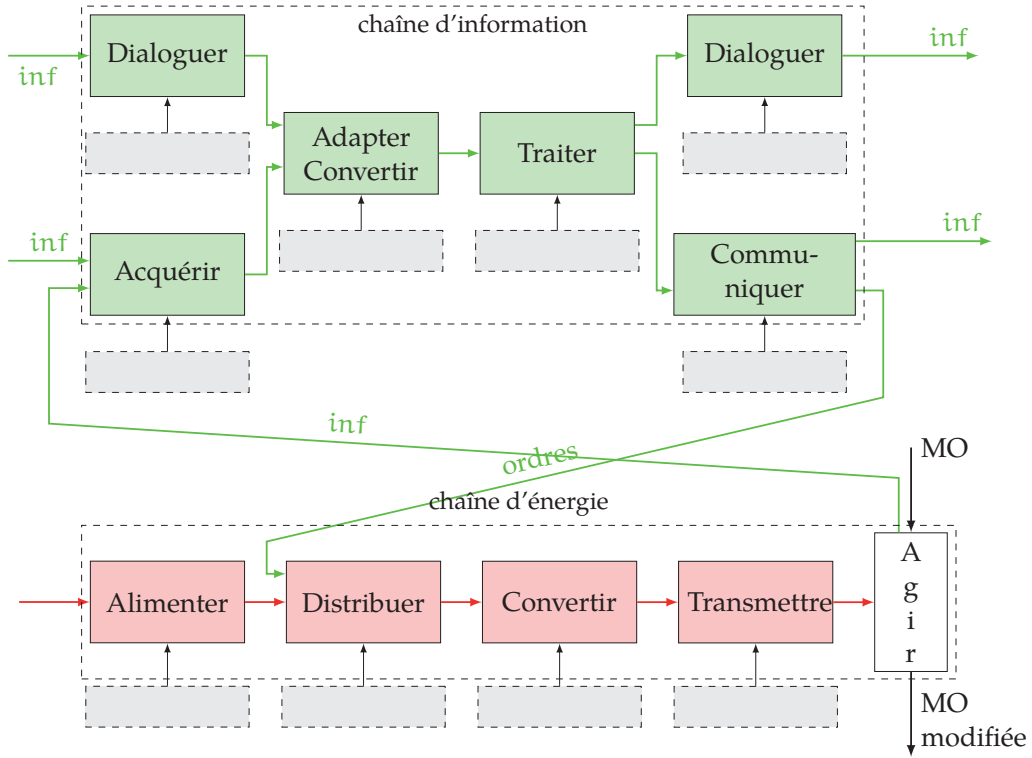 chaîne d'information
Dialoguer
Dialoguer
inf
inf
Adapter
Convertir
Traiter
inf
inf
Acquérir
Commu-
niquer
inf
ordres
MO
chaîne d'énergie
Alimenter
Distribuer
Convertir
Transmettre
A
g
i
r
MO
modifiée